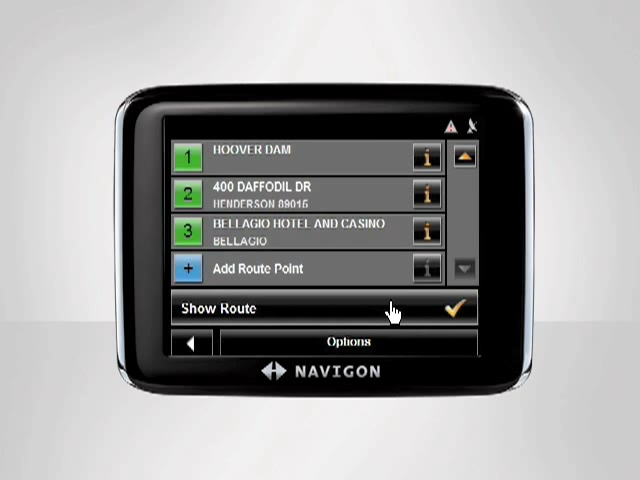 1 HOOVER DAM
2 400 DAFFODIL DR
HENDERSON 89015
3 BELLAGIO HOTEL AND CASINO
BELLAGIO
+ Add Route Point
Show Route
Options
NAVIGON